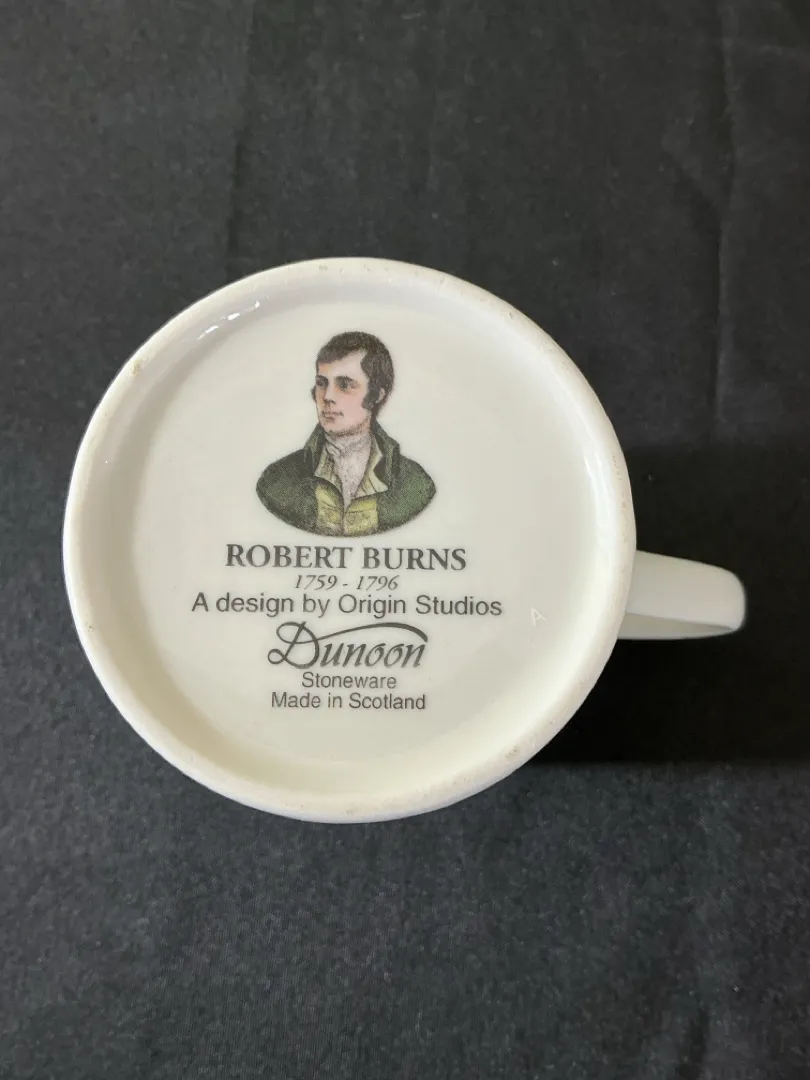 ROBERT BURNS
1759 - 1796
A design by Origin Studios
Dunoon
Stoneware
Made in Scotland
A